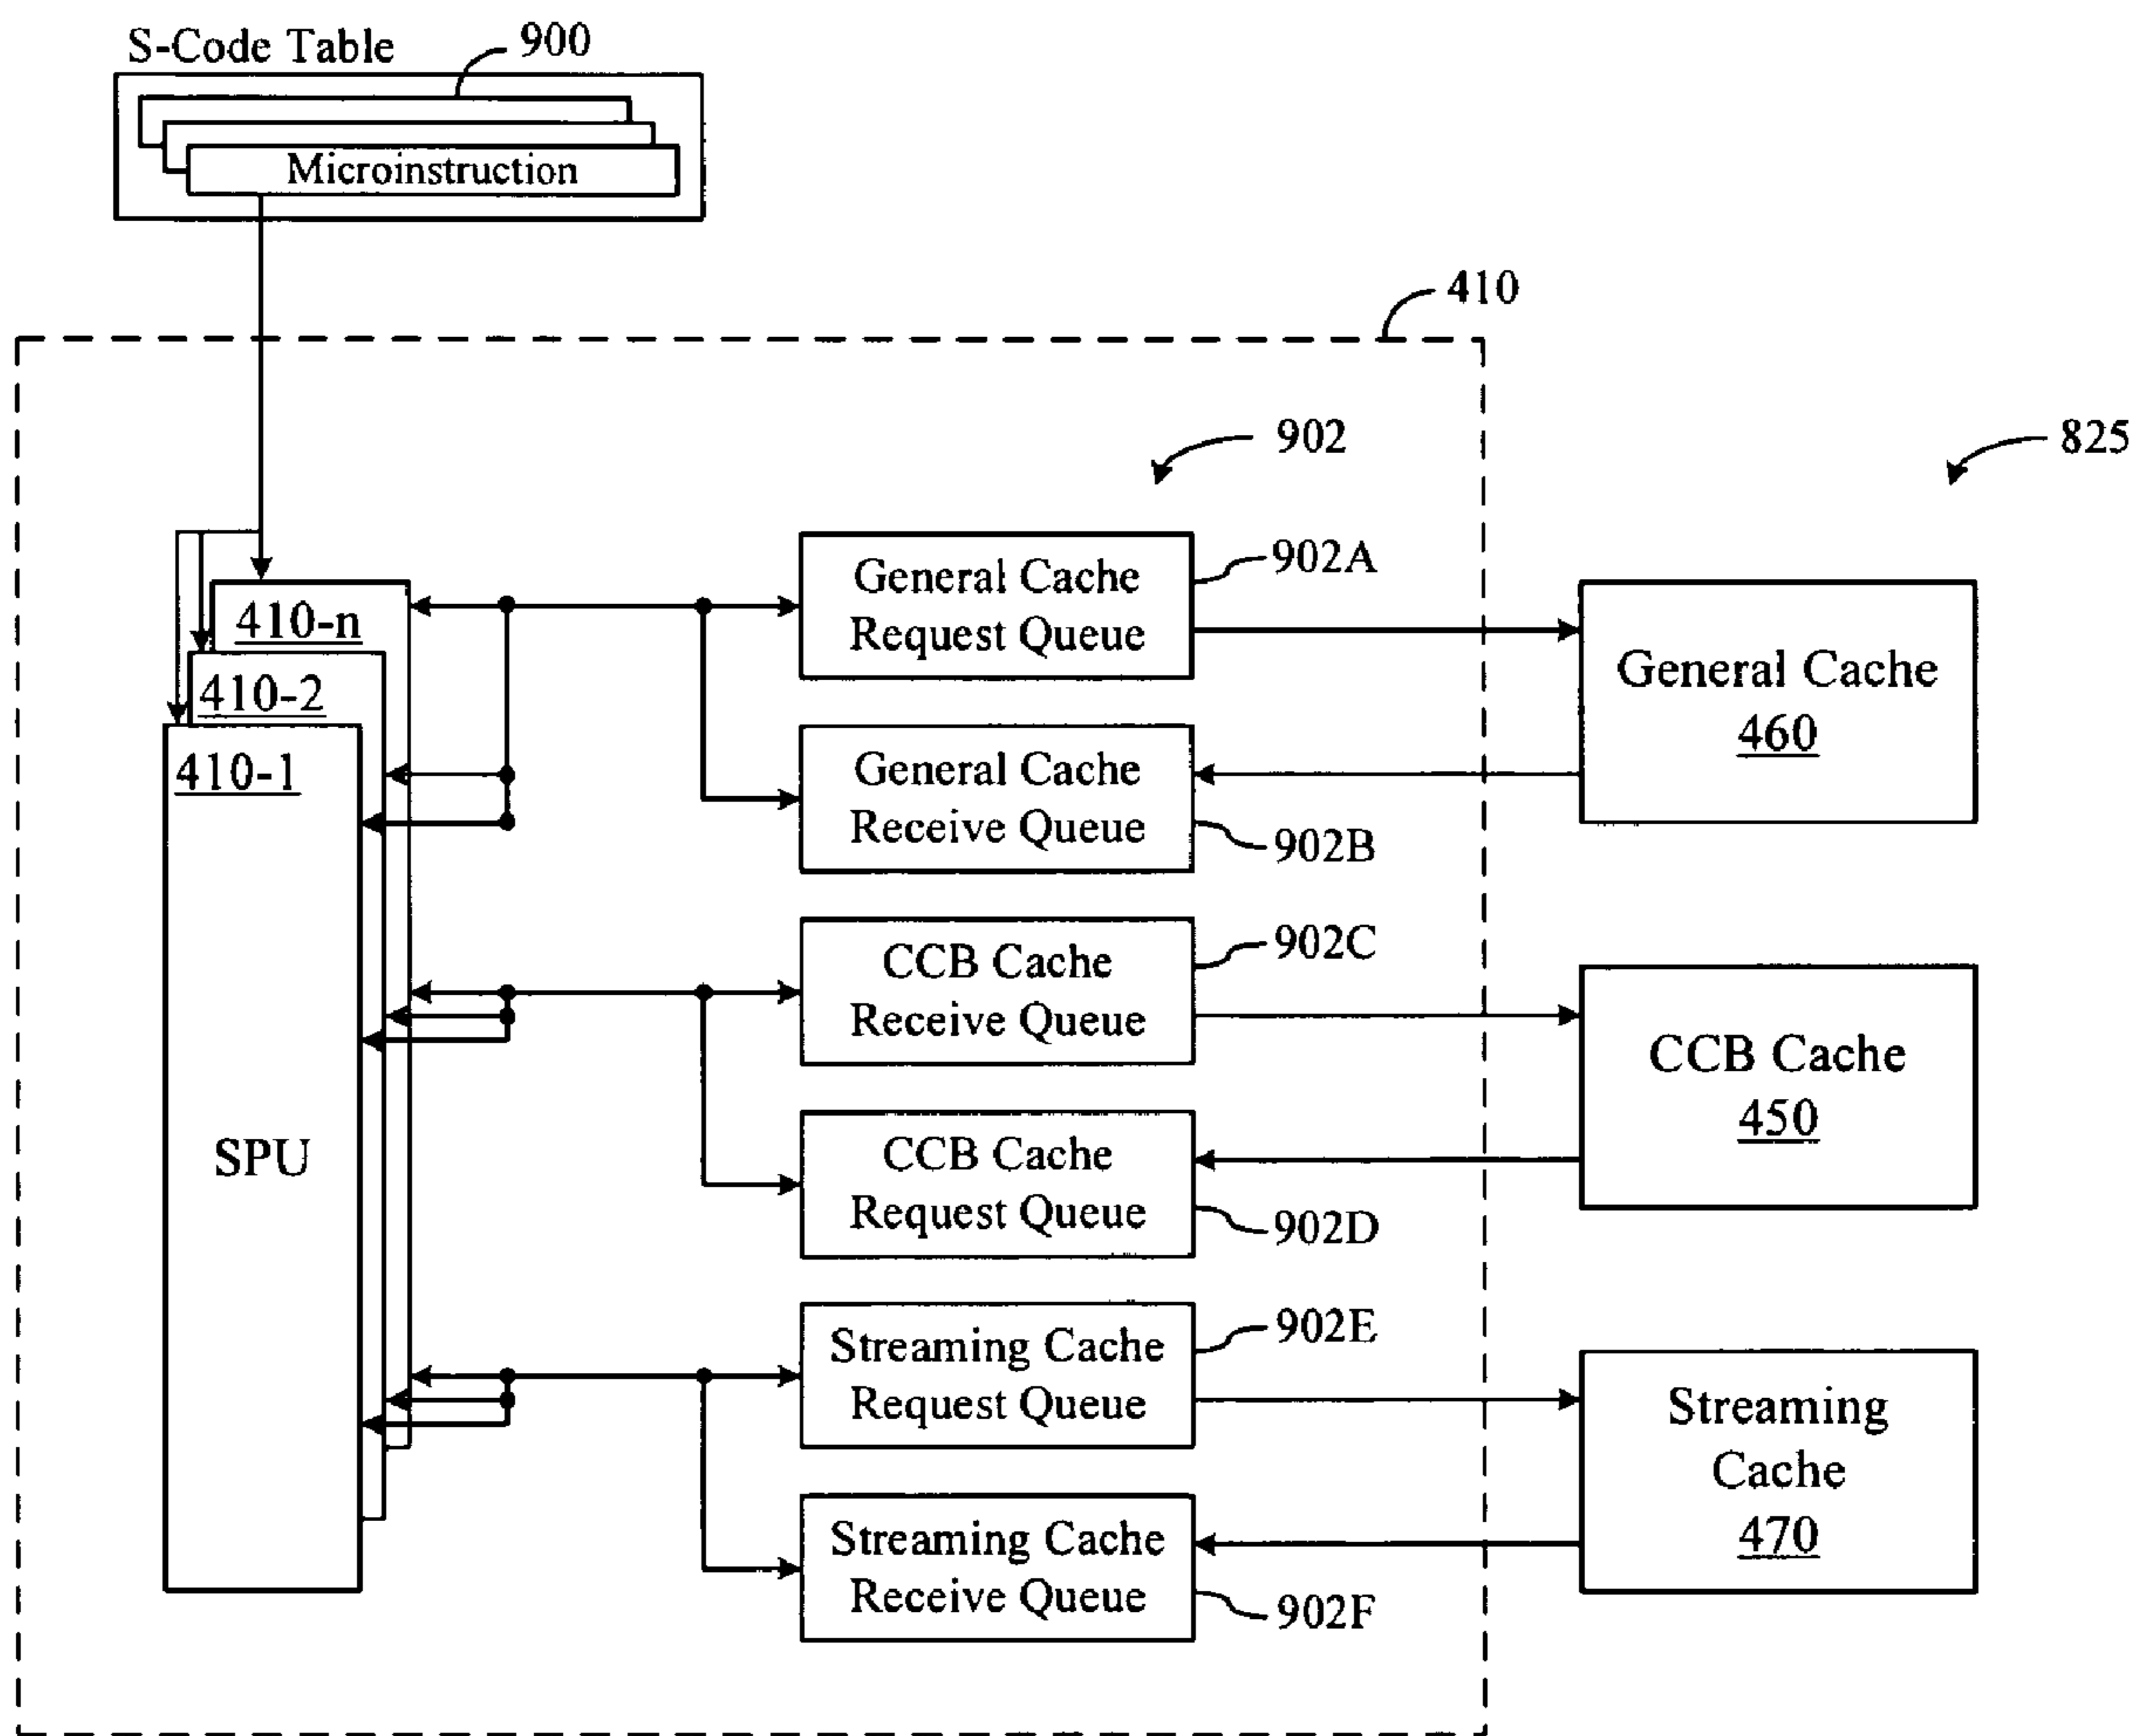 S-Code Table
900
Microinstruction
410
902
825
410-n
410-2
410-1
SPU
General Cache
Request Queue
902A
General Cache
Receive Queue
902B
General Cache
460
CCB Cache
Receive Queue
902C
CCB Cache
Request Queue
902D
CCB Cache
450
Streaming Cache
Request Queue
902E
Streaming Cache
Receive Queue
902F
Streaming
Cache
470